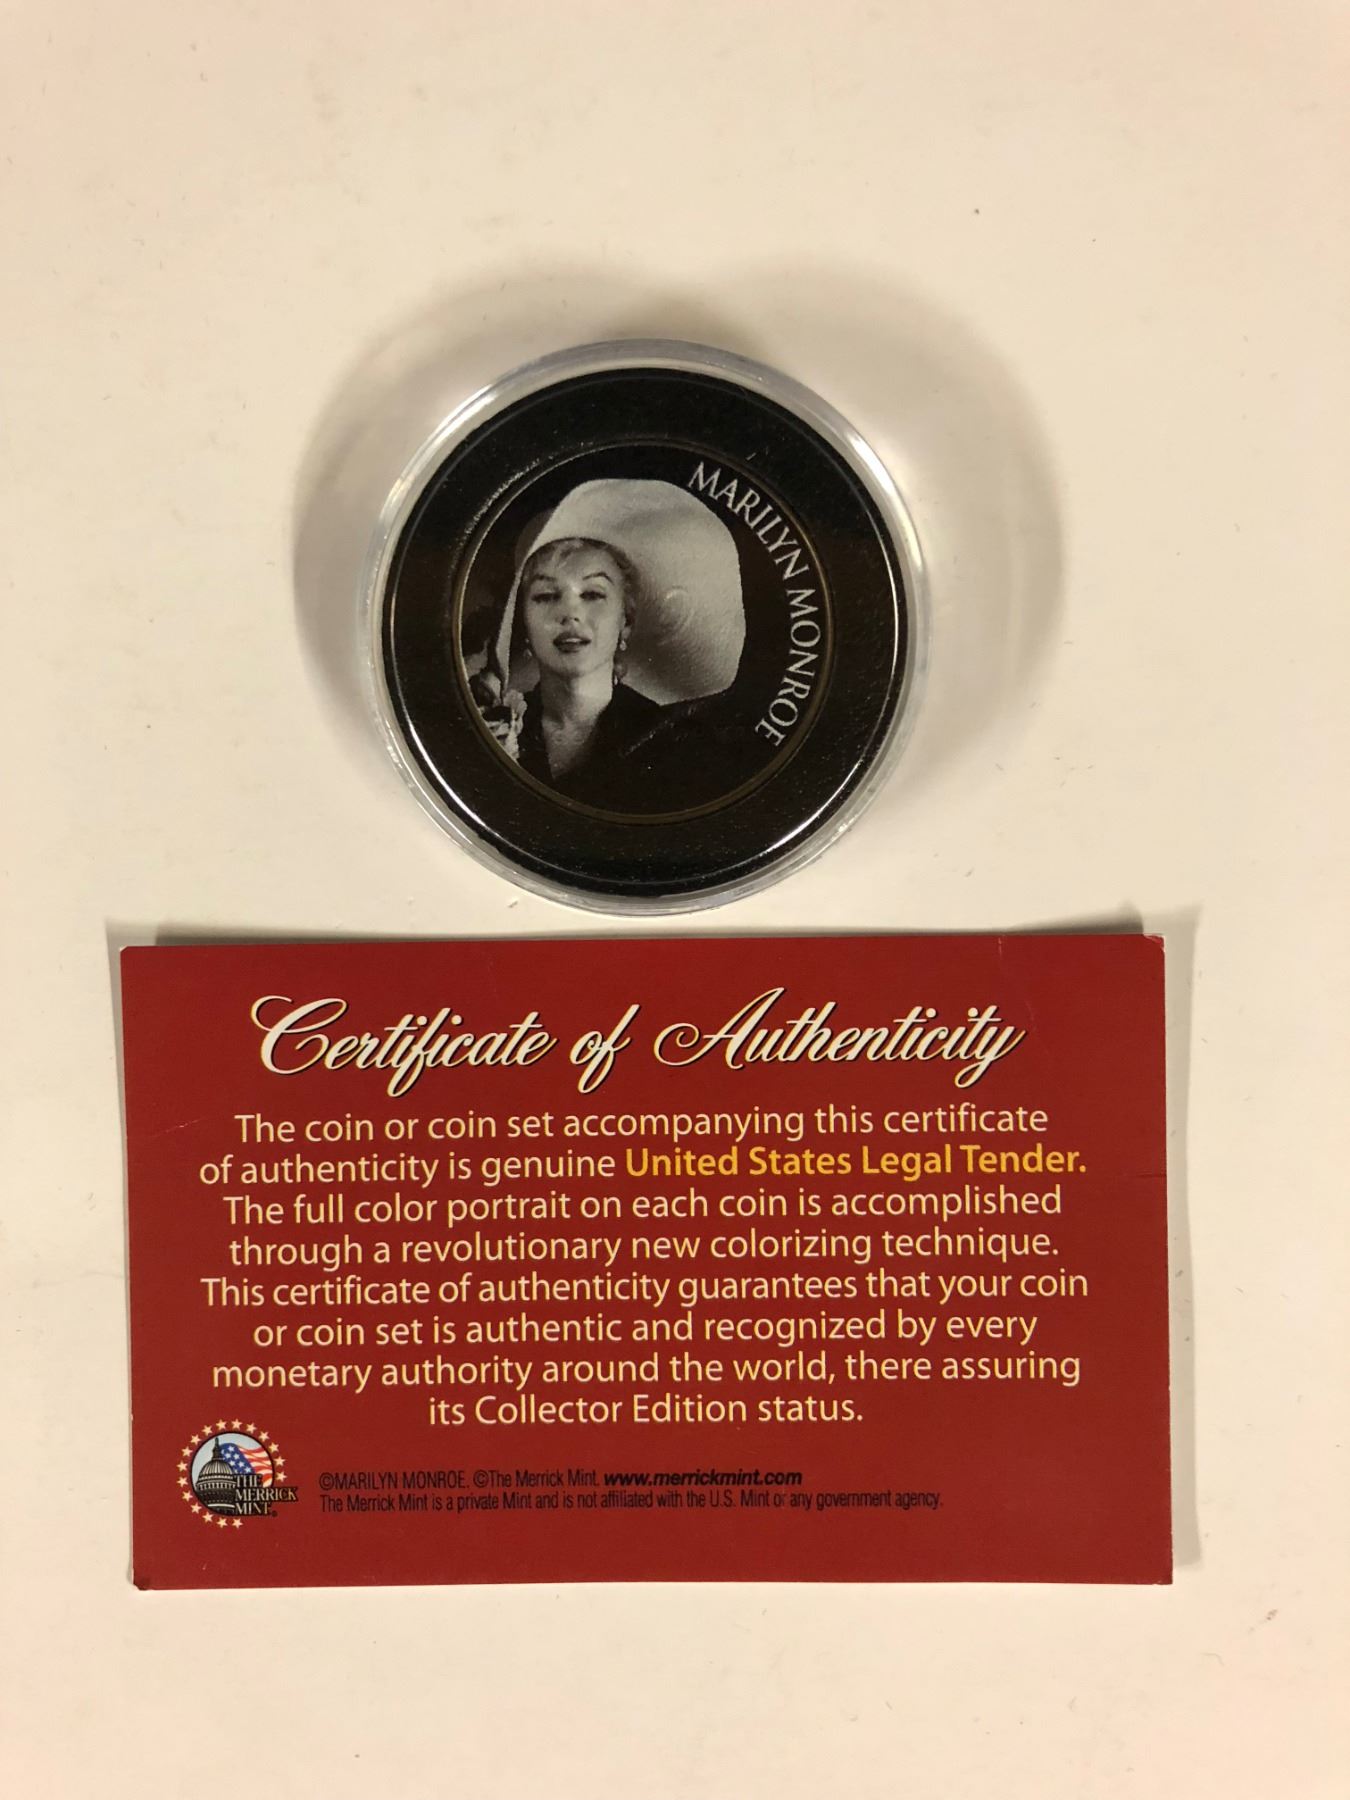 MARILYN MONROE
Certificate of Authenticity
The coin or coin set accompanying this certificate
of authenticity is genuine United States Legal Tender.
The full color portrait on each coin is accomplished
through a revolutionary new colorizing technique.
This certificate of authenticity guarantees that your coin
or coin set is authentic and recognized by every
monetary authority around the world, there assuring
its Collector Edition status.
THE
MERRICK
MINT®
©MARILYN MONROE. ©The Merrick Mint. www.merrickmint.com
The Merrick Mint is a private Mint and is not affiliated with the U.S. Mint or any government agency.